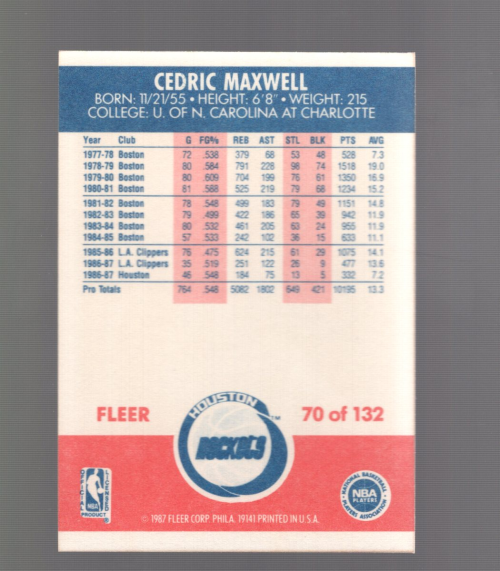 CEDRIC MAXWELL
BORN: 11/21/55 • HEIGHT: 6'8" • WEIGHT: 215
COLLEGE: U. OF N. CAROLINA AT CHARLOTTE
Year Club G FG% REB AST STL BLK PTS AVG
1977-78 Boston 72 .538 379 68 53 48 528 7.3
1978-79 Boston 80 .584 791 228 98 74 1518 19.0
1979-80 Boston 80 .609 704 199 76 61 1350 16.9
1980-81 Boston 81 .588 525 219 79 68 1234 15.2
1981-82 Boston 78 .548 499 183 79 49 1151 14.8
1982-83 Boston 79 .499 422 186 65 39 942 11.9
1983-84 Boston 80 .532 461 205 63 24 955 11.9
1984-85 Boston 57 .533 242 102 36 15 633 11.1
1985-86 L.A. Clippers 76 .475 624 215 61 29 1075 14.1
1986-87 L.A. Clippers 35 .519 251 122 26 9 477 13.6
1986-87 Houston 46 .548 184 75 13 5 332 7.2
Pro Totals 764 .548 5082 1802 649 421 10195 13.3
FLEER
HOUSTON
ROCKETS
TM
70 of 132
OFFICIAL
LICENSED
NBA
PRODUCT
NATIONAL BASKETBALL
NBA
PLAYERS
PLAYERS ASSOCIATION
© 1987 FLEER CORP. PHILA. 19141 PRINTED IN U.S.A.